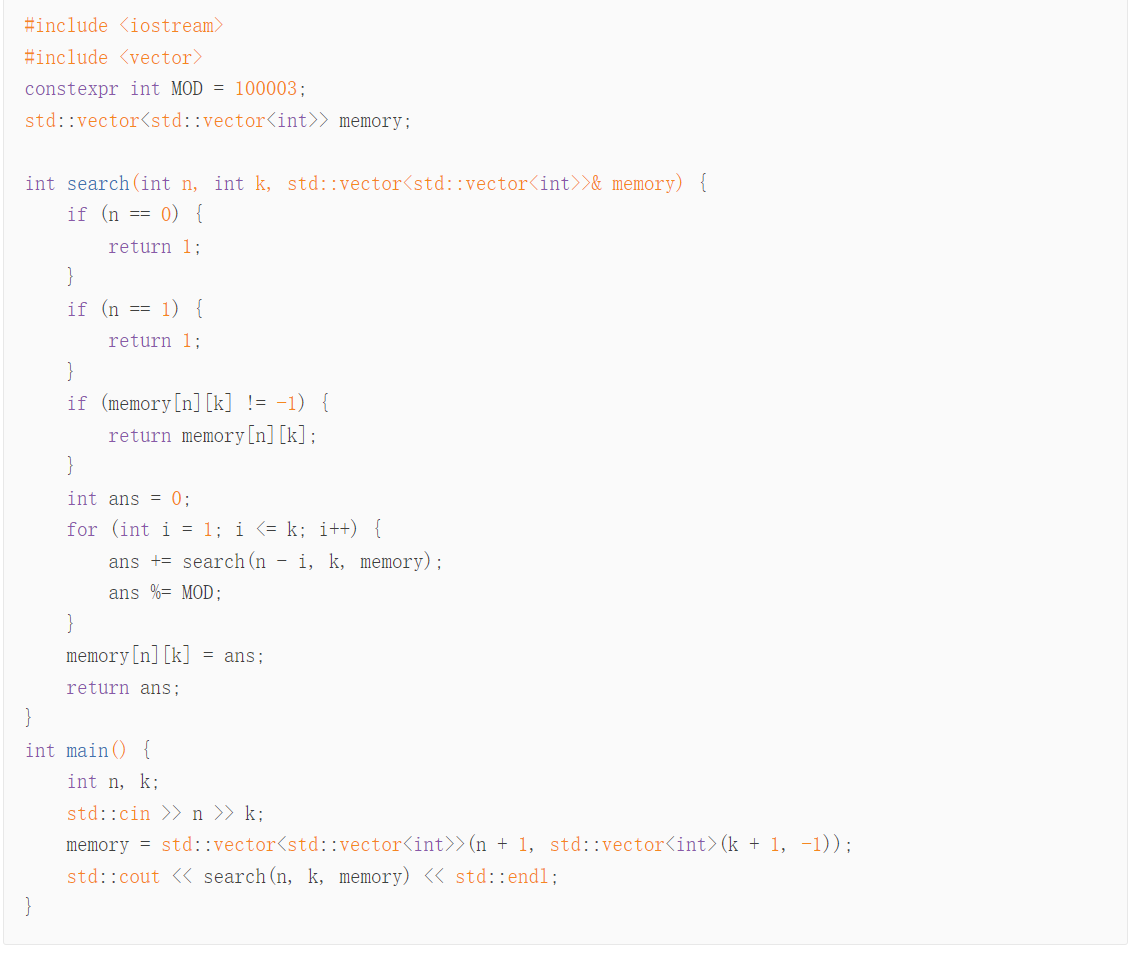 #include <iostream>
#include <vector>
constexpr int MOD = 100003;
std::vector<std::vector<int>> memory;
int search(int n, int k, std::vector<std::vector<int>>& memory) {
    if (n == 0) {
        return 1;
    }
    if (n == 1) {
        return 1;
    }
    if (memory[n][k] != -1) {
        return memory[n][k];
    }
    int ans = 0;
    for (int i = 1; i <= k; i++) {
        ans += search(n - i, k, memory);
        ans %= MOD;
    }
    memory[n][k] = ans;
    return ans;
}
int main() {
    int n, k;
    std::cin >> n >> k;
    memory = std::vector<std::vector<int>>(n + 1, std::vector<int>(k + 1, -1));
    std::cout << search(n, k, memory) << std::endl;
}